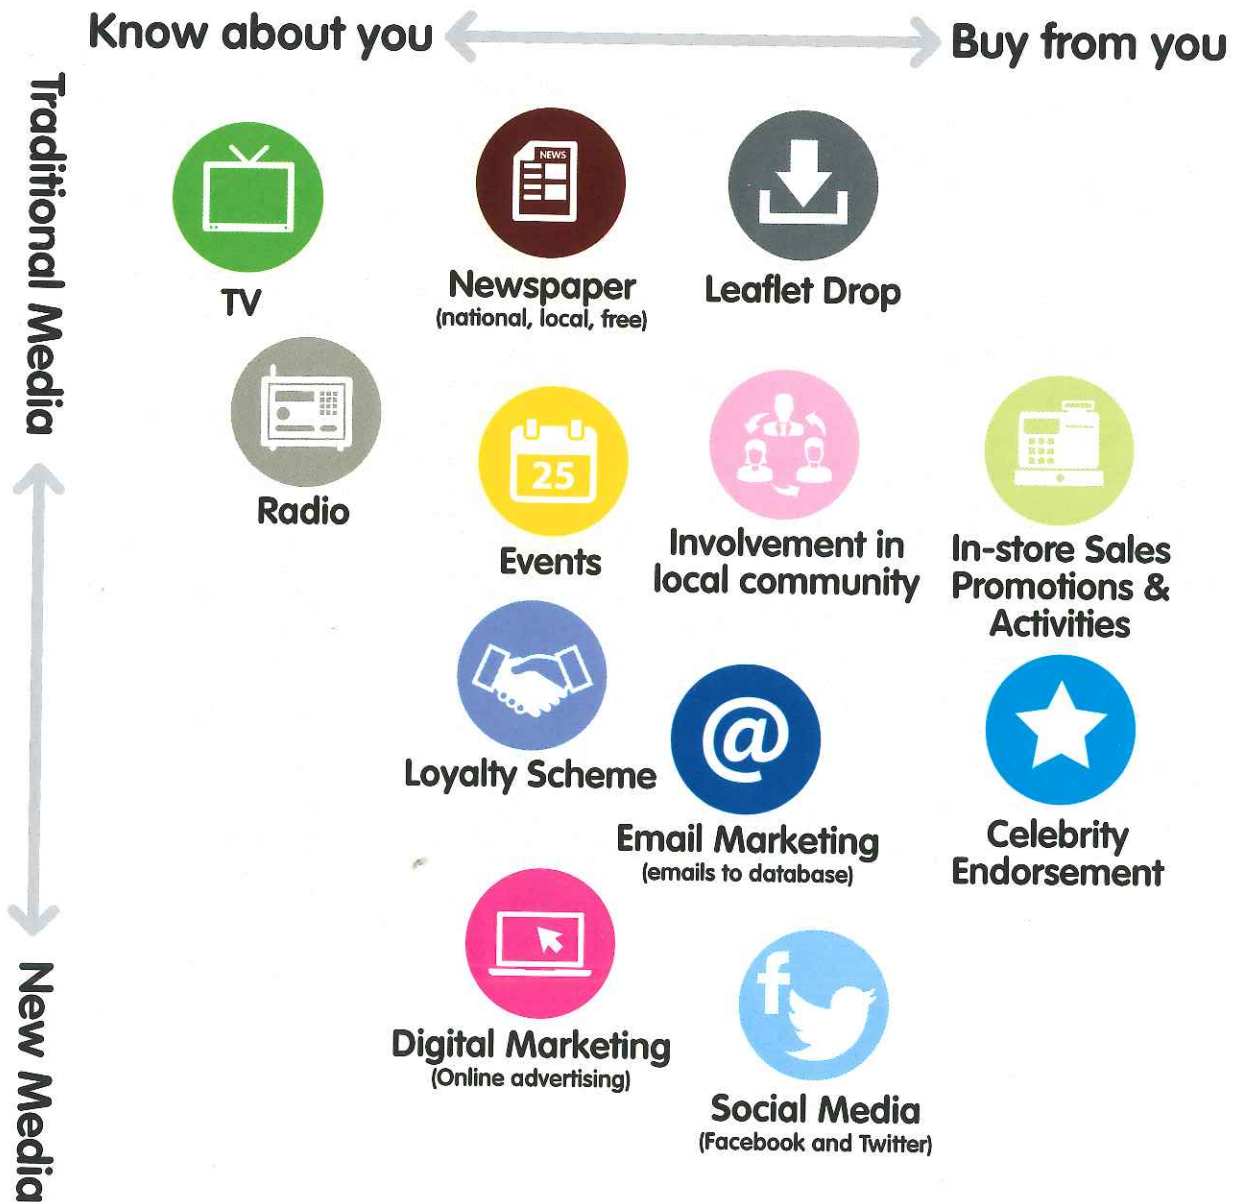 Know about you
Buy from you
Traditional Media
NEWS
TV
Newspaper
(national, local, free)
Leaflet Drop
25
Radio
Events
Involvement in
local community
In-store Sales
Promotions &
Activities
Loyalty Scheme
@
Email Marketing
(emails to database)
Celebrity
Endorsement
New Media
f
Digital Marketing
(Online advertising)
Social Media
(Facebook and Twitter)